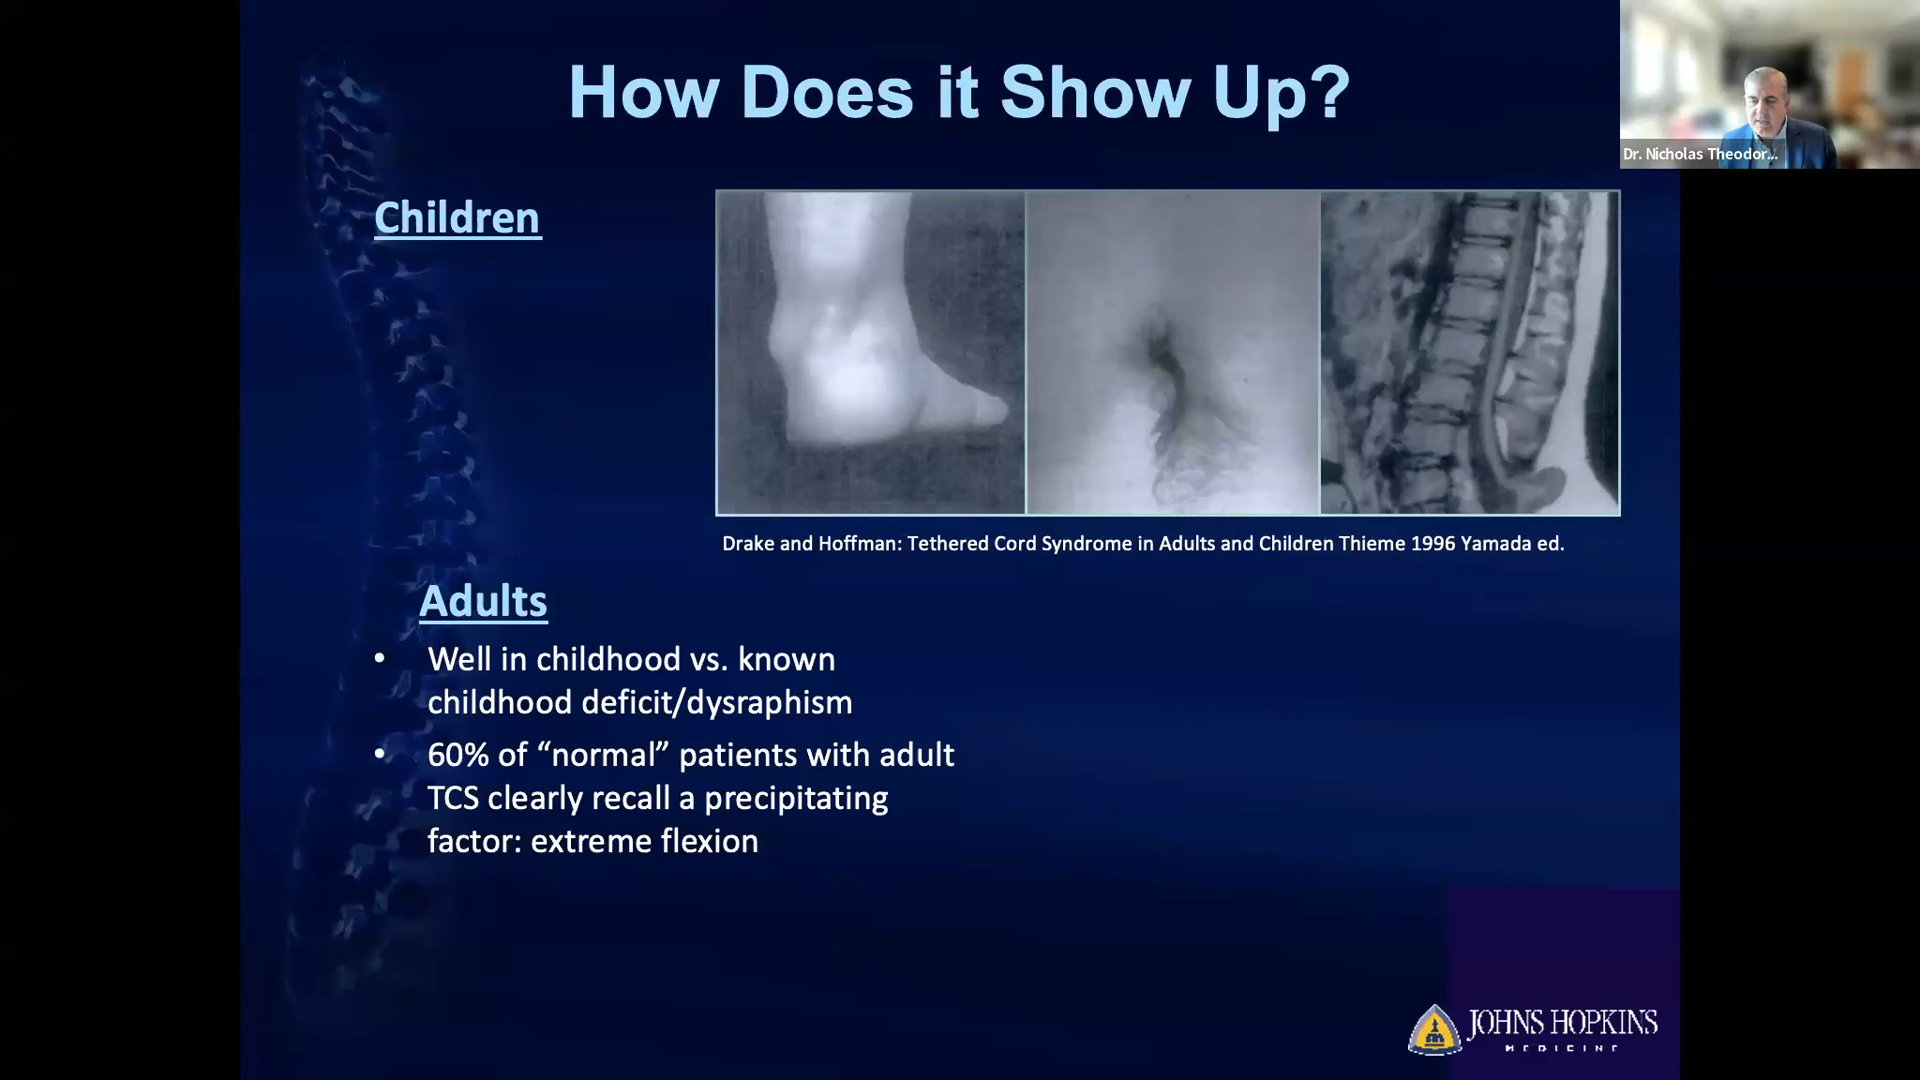 How Does it Show Up?
Dr. Nicholas Theodor...
Children
Drake and Hoffman: Tethered Cord Syndrome in Adults and Children Thieme 1996 Yamada ed.
Adults
• Well in childhood vs. known
childhood deficit/dysraphism
• 60% of “normal” patients with adult
TCS clearly recall a precipitating
factor: extreme flexion
JOHNS HOPKINS
MEDICINE